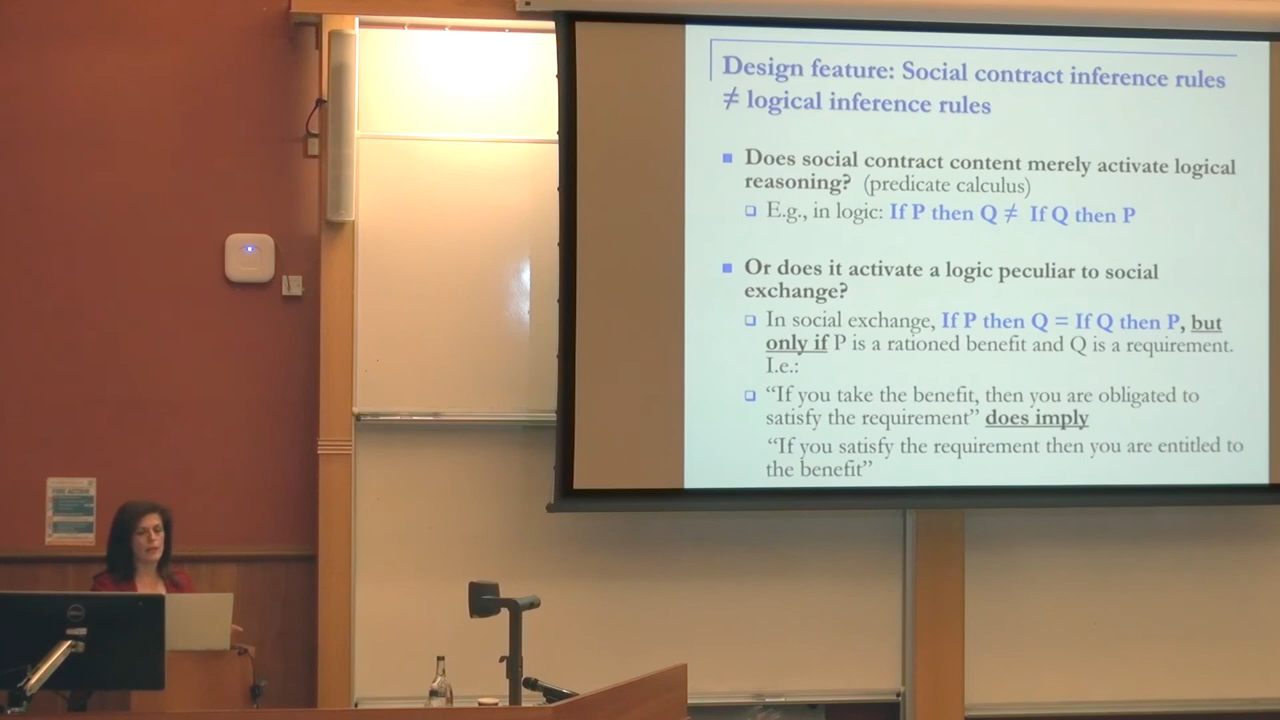 Design feature: Social contract inference rules
≠ logical inference rules
Does social contract content merely activate logical
reasoning? (predicate calculus)
E.g., in logic: If P then Q ≠ If Q then P
Or does it activate a logic peculiar to social
exchange?
In social exchange, If P then Q = If Q then P, but
only if P is a rationed benefit and Q is a requirement.
I.e.:
“If you take the benefit, then you are obligated to
satisfy the requirement” does imply
“If you satisfy the requirement then you are entitled to
the benefit”
FIRE ACTION
DELL